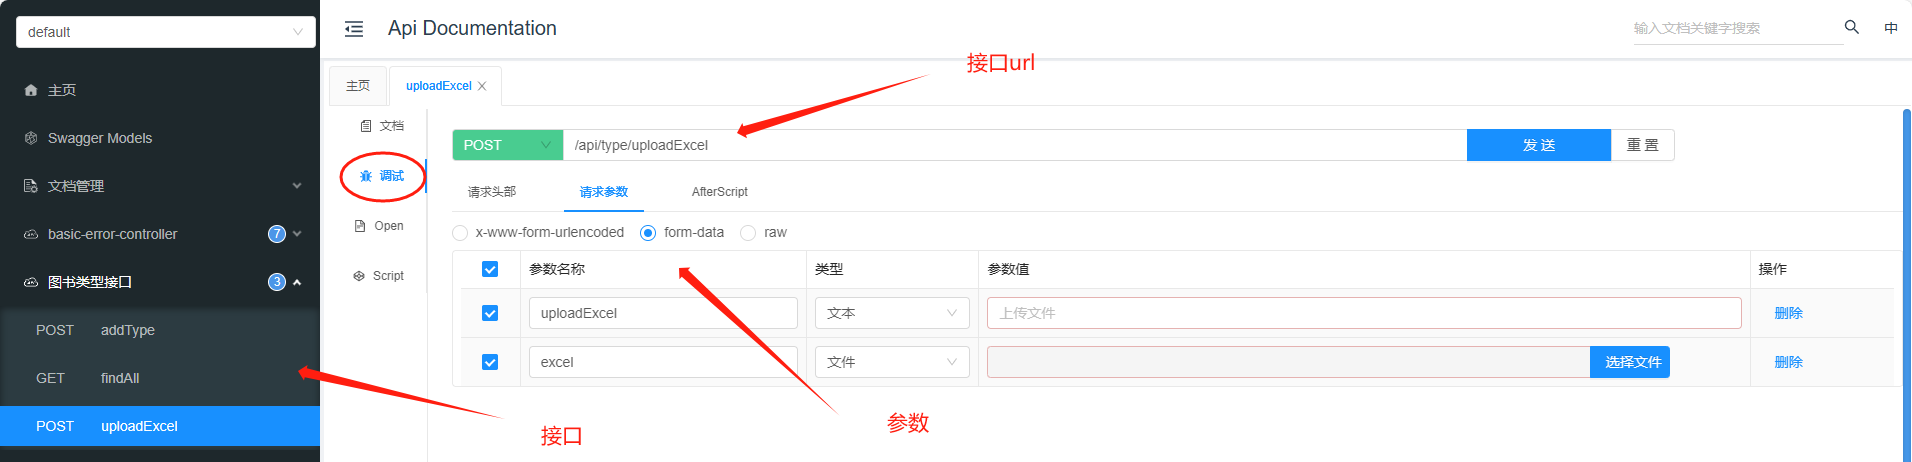 default
主页
Swagger Models
文档管理
basic-error-controller 7
图书类型接口 3
POST addType
GET findAll
POST uploadExcel
Api Documentation
输入文档关键字搜索
中
主页
uploadExcel
接口url
文档
调试
Open
Script
POST /api/type/uploadExcel 发 送 重 置
请求头部 请求参数 AfterScript
x-www-form-urlencoded form-data raw
参数名称 类型 参数值 操作
uploadExcel 文本 上传文件 删除
excel 文件 选择文件 删除
接口
参数